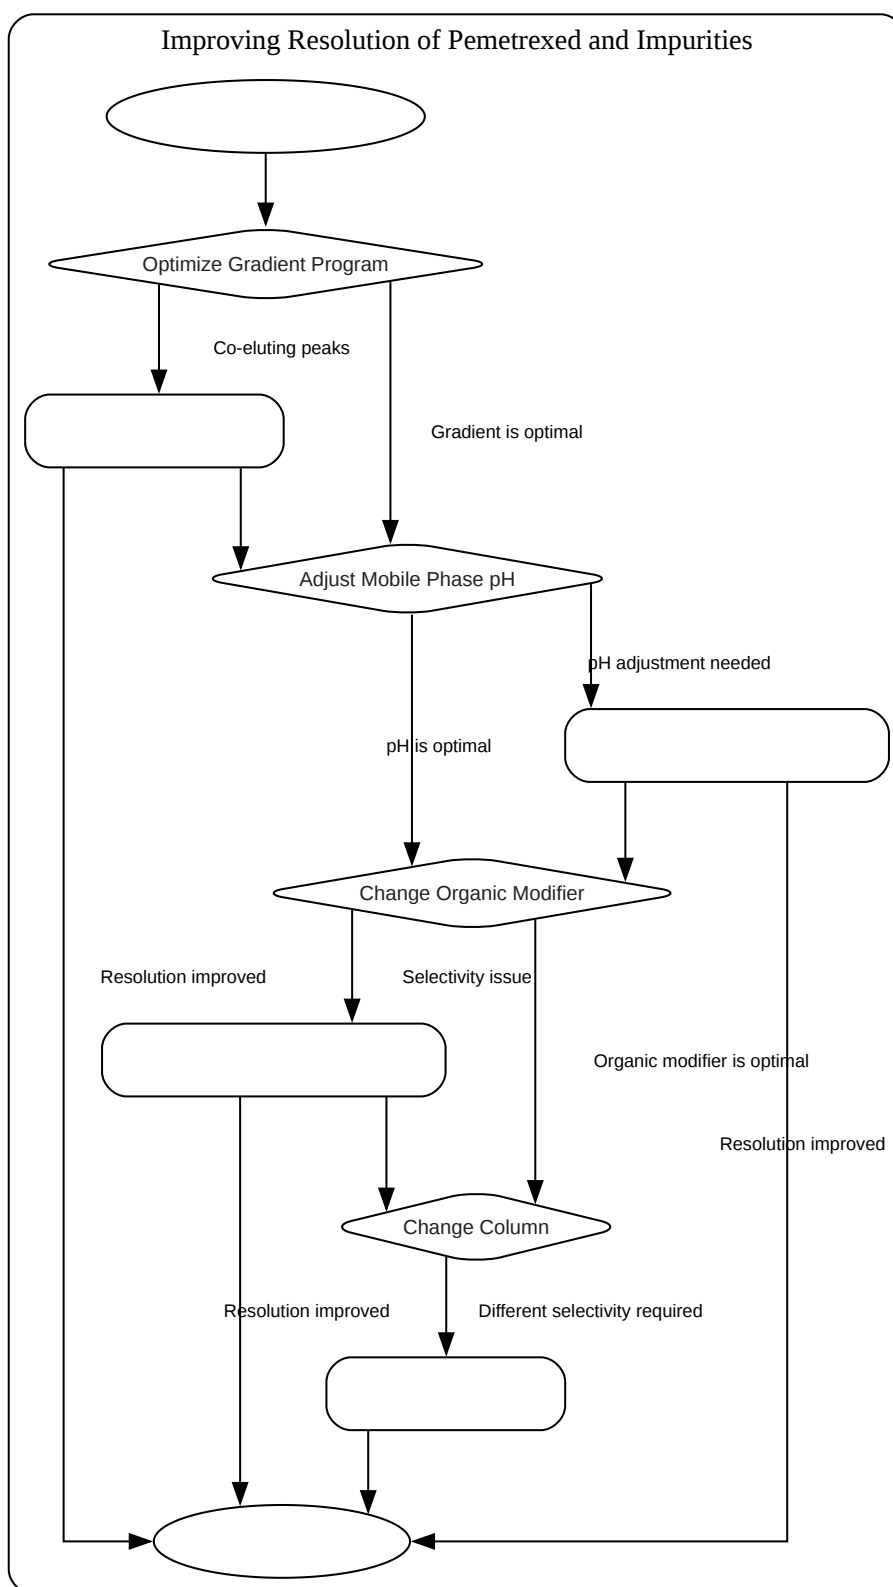 Improving Resolution of Pemetrexed and Impurities
Optimize Gradient Program
Co-eluting peaks
Gradient is optimal
Adjust Mobile Phase pH
pH adjustment needed
pH is optimal
Change Organic Modifier
Resolution improved
Selectivity issue
Organic modifier is optimal
Resolution improved
Change Column
Resolution improved
Different selectivity required